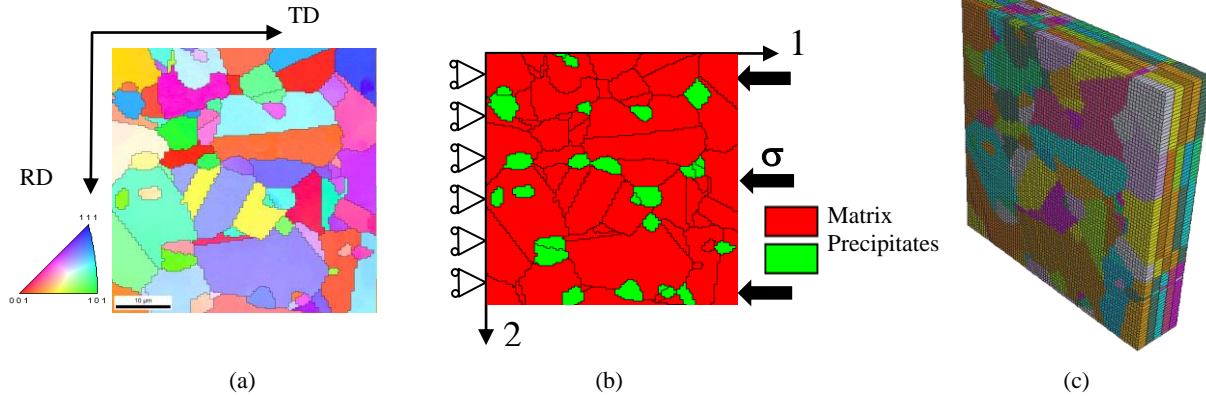 TD
RD
1 1 1
0 0 1
1 0 1
10 µm
1
2
σ
Matrix
Precipitates
(a)
(b)
(c)